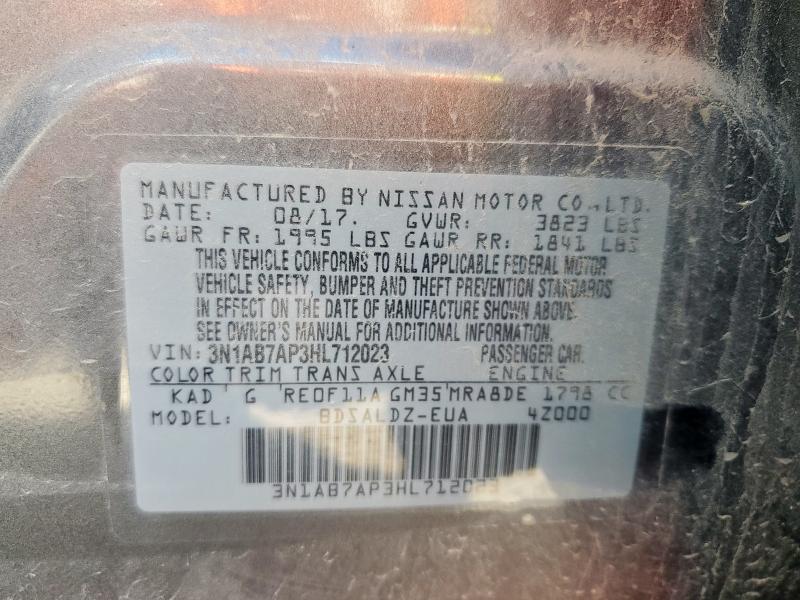 MANUFACTURED BY NISSAN MOTOR CO.,LTD.
DATE: 08/17. GVWR: 3823 LBS
GAWR FR: 1995 LBS GAWR RR: 1841 LBS
THIS VEHICLE CONFORMS TO ALL APPLICABLE FEDERAL MOTOR
VEHICLE SAFETY, BUMPER AND THEFT PREVENTION STANDARDS
IN EFFECT ON THE DATE OF MANUFACTURE SHOWN ABOVE.
SEE OWNER'S MANUAL FOR ADDITIONAL INFORMATION.
VIN: 3N1AB7AP3HL712023 PASSENGER CAR.
COLOR TRIM TRANS AXLE ENGINE
KAD G RE0F11A GM35 MRA8DE 1798 CC
MODEL: BDSALDZ-EUA 4Z000
3N1AB7AP3HL712023